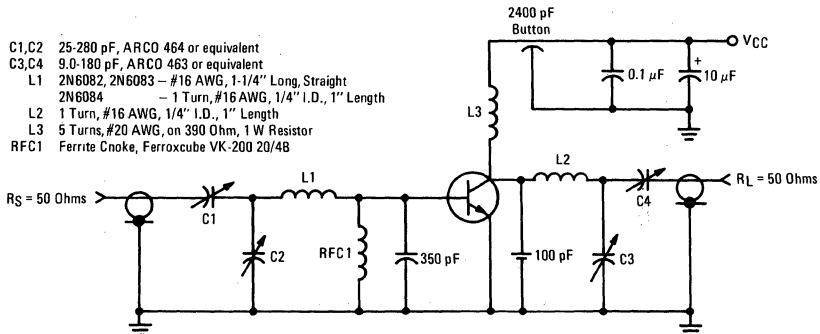 2400 pF
Button
VCC
C1,C2 25-280 pF, ARCO 464 or equivalent
C3,C4 9.0-180 pF, ARCO 463 or equivalent
L1 2N6082, 2N6083 – #16 AWG, 1-1/4" Long, Straight
2N6084 – 1 Turn, #16 AWG, 1/4" I.D., 1" Length
L2 1 Turn, #16 AWG, 1/4" I.D., 1" Length
L3 5 Turns, #20 AWG, on 390 Ohm, 1 W Resistor
RFC1 Ferrite Cnoke, Ferroxcube VK-200 20/4B
0.1 μF
+
10 μF
L3
L1
L2
RS = 50 Ohms
C1
C4
RL = 50 Ohms
C2
RFC1
350 pF
100 pF
C3